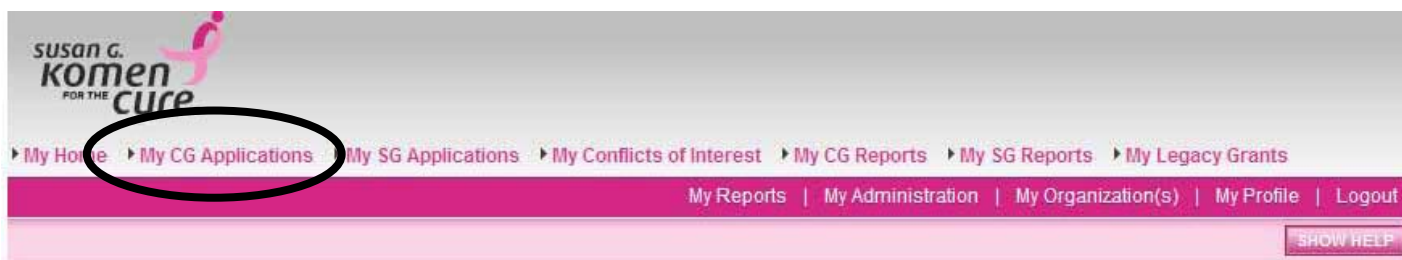 susan g.
komen
FOR THE cure
My Home My CG Applications My SG Applications My Conflicts of Interest My CG Reports My SG Reports My Legacy Grants
My Reports | My Administration | My Organization(s) | My Profile | Logout
SHOW HELP